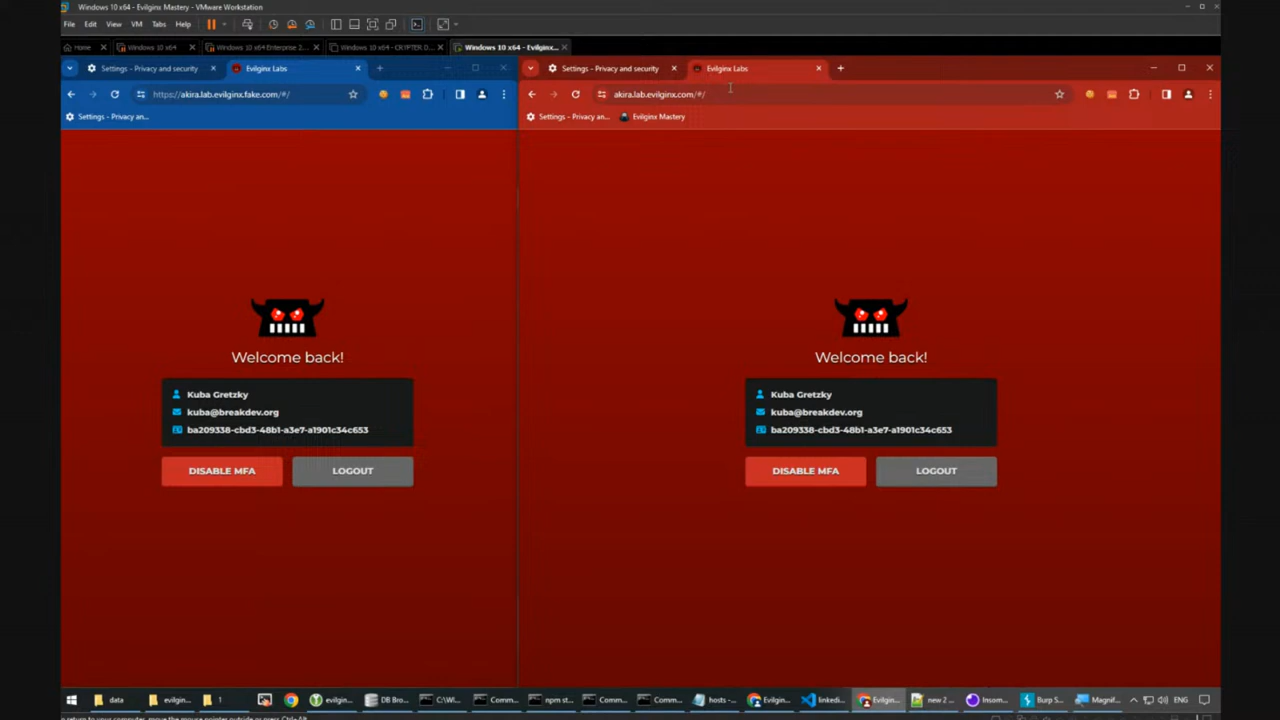 Windows 10 x64 - Evilginx Mastery - VMware Workstation
File Edit View VM Tabs Help
Home
Windows 10 x64
Windows 10 x64 Enterprise 2...
Windows 10 x64 - CRYPTER D...
Windows 10 x64 - Evilginx...
Settings - Privacy and security
Evilginx Labs
https://akira.lab.evilginx.fake.com/#/
Settings - Privacy an...
Welcome back!
Kuba Gretzky
kuba@breakdev.org
ba209338-cbd3-48b1-a3e7-a1901c34c653
DISABLE MFA
LOGOUT
Settings - Privacy and security
Evilginx Labs
akira.lab.evilginx.com/#/
Settings - Privacy an...
Evilginx Mastery
Welcome back!
Kuba Gretzky
kuba@breakdev.org
ba209338-cbd3-48b1-a3e7-a1901c34c653
DISABLE MFA
LOGOUT
data
evilgin...
1
evilgin...
DB Bro...
C:\WI...
Comm...
npm st...
Comm...
Comm...
hosts -...
Evilgin...
linkedi...
Evilgin...
new 2 ...
Insom...
Burp S...
Magnif...
ENG